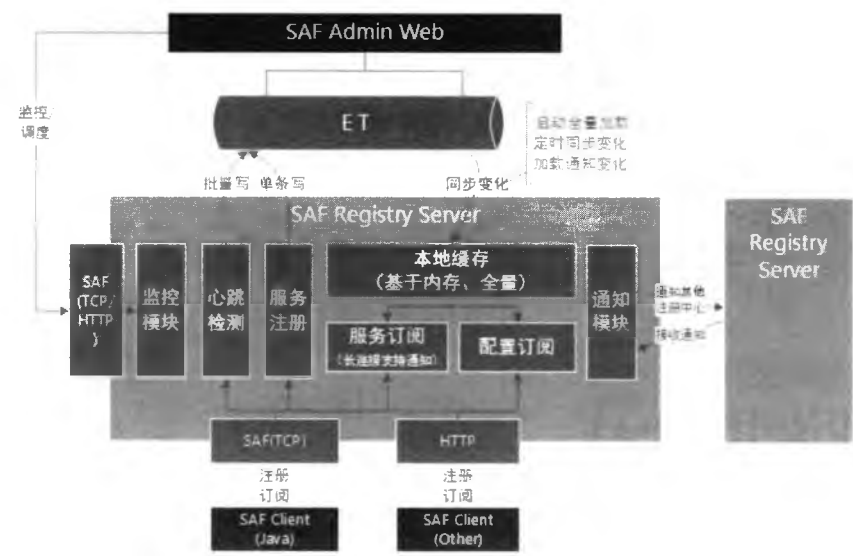 SAF Admin Web
ET
监控/
调度
启动全量加载
定时同步变化
加载通知变化
批量写 单条写
同步变化
SAF Registry Server
SAF
Registry
Server
SAF
(TCP/
HTTP
)
监控
模块
心跳
检测
服务
注册
本地缓存
(基于内存、全量)
服务订阅
(长连接支持通知)
配置订阅
通知
模块
通知其他
注册中心
接收通知
SAF(TCP)
HTTP
注册
订阅
注册
订阅
SAF Client
(Java)
SAF Client
(Other)